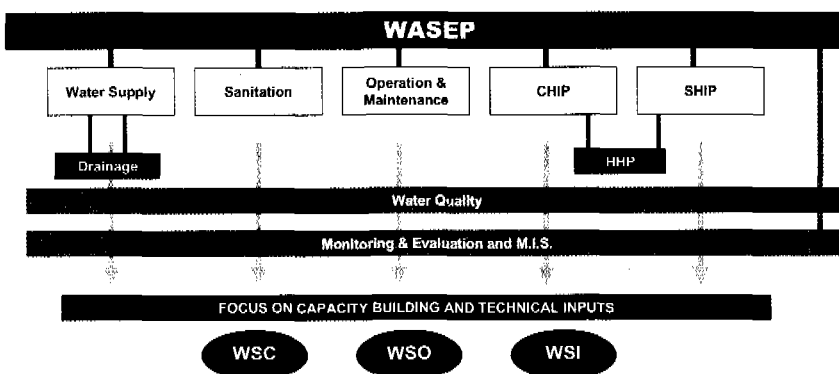 WASEP
Water Supply
Sanitation
Operation &
Maintenance
CHIP
SHIP
Drainage
HHP
Water Quality
Monitoring & Evaluation and M.I.S.
FOCUS ON CAPACITY BUILDING AND TECHNICAL INPUTS
WSC
WSO
WSI